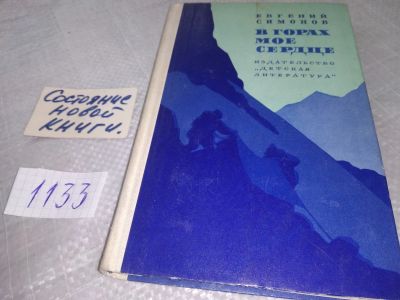 ЕВГЕНИЙ
СИМОНОВ
В ГОРАХ
МОЕ
СЕРДЦЕ
ИЗДАТЕЛЬСТВО
„ДЕТСКАЯ
ЛИТЕРАТУРА“
Состояние
новой
книги.
1133